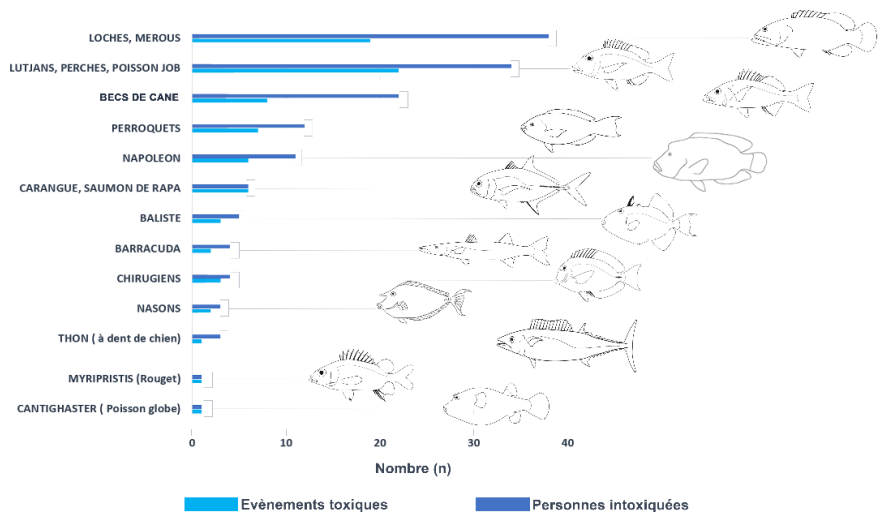 LOCHES, MEROUS
LUTJANS, PERCHES, POISSON JOB
BECS DE CANE
PERROQUETS
NAPOLEON
CARANGUE, SAUMON DE RAPA
BALISTE
BARRACUDA
CHIRUGIENS
NASONS
THON ( à dent de chien)
MYRIPRISTIS (Rouget)
CANTIGHASTER ( Poisson globe)
0 10 20 30 40
Nombre (n)
Evènements toxiques Personnes intoxiquées